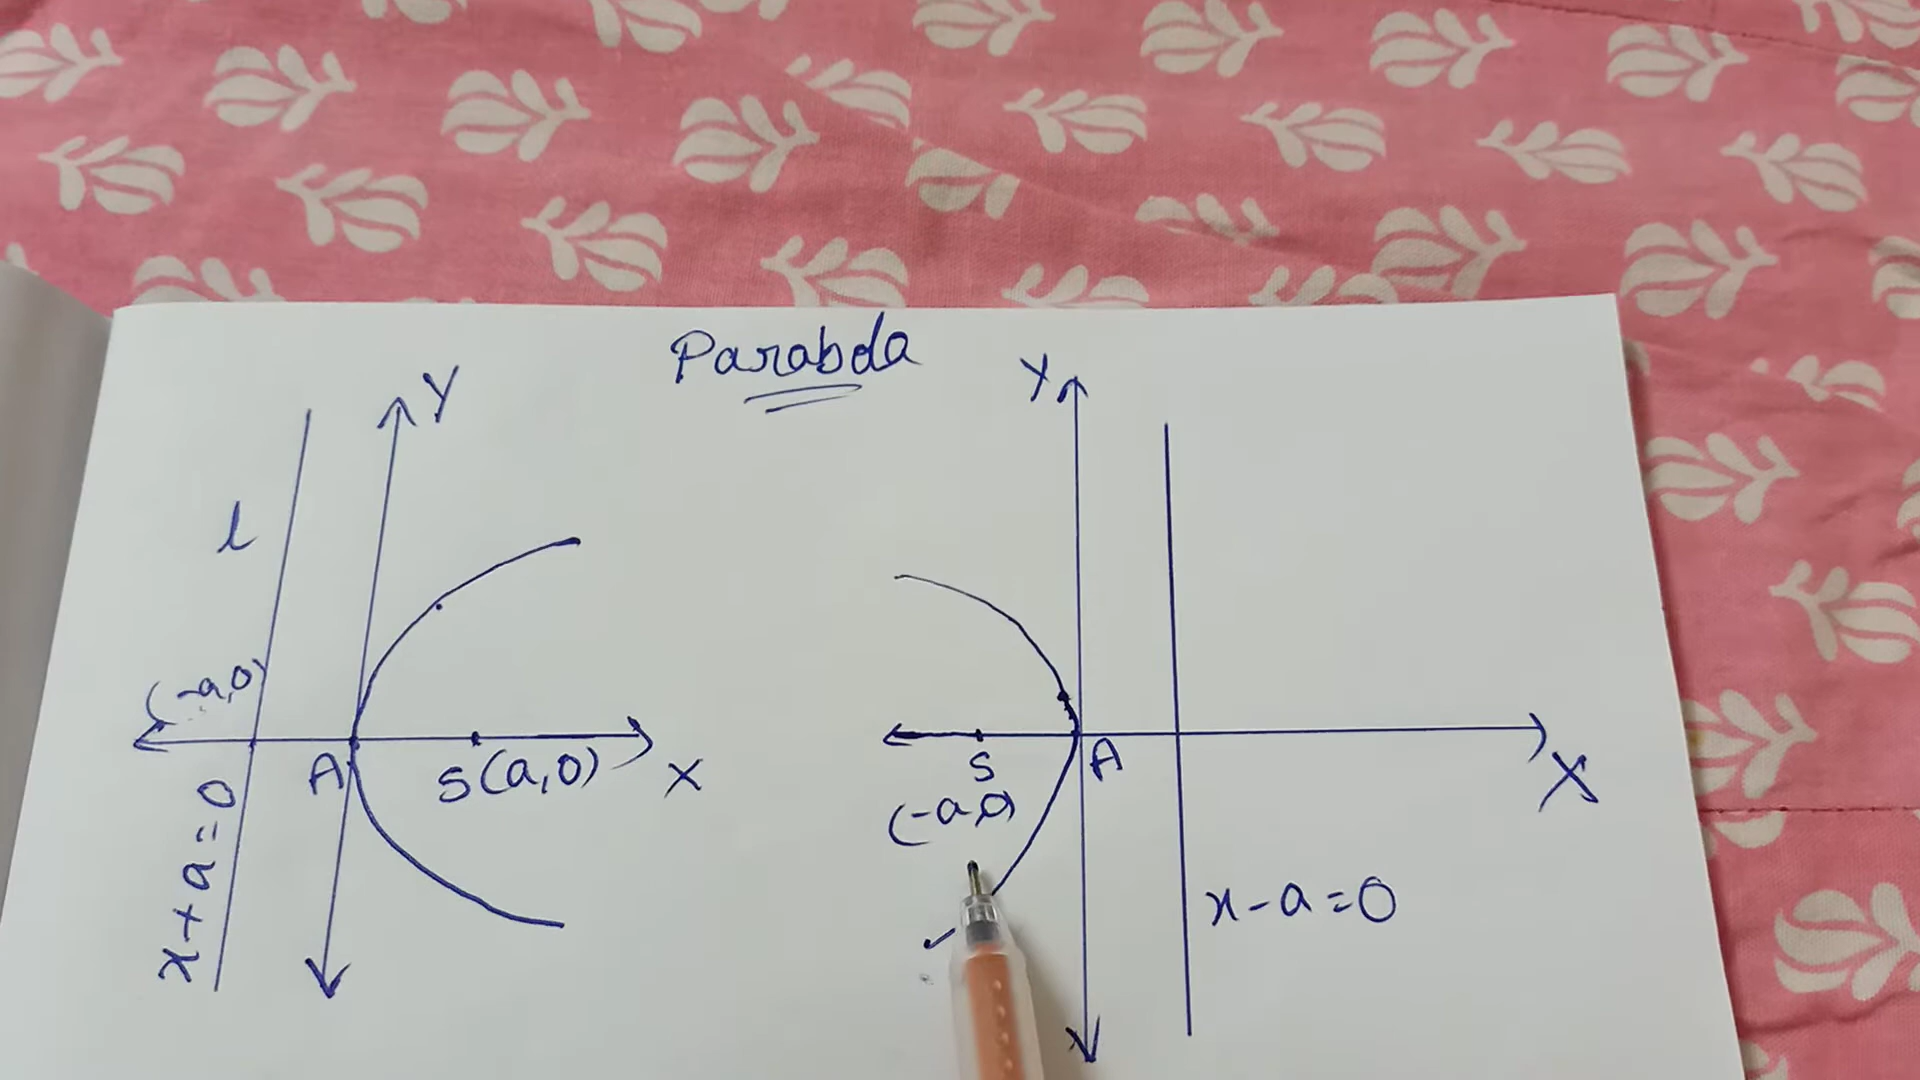 Parabola
Y
l
(-a,0)
A
S(a,0)
X
x+a=0
Y
S
(-a,0)
A
X
x-a=0